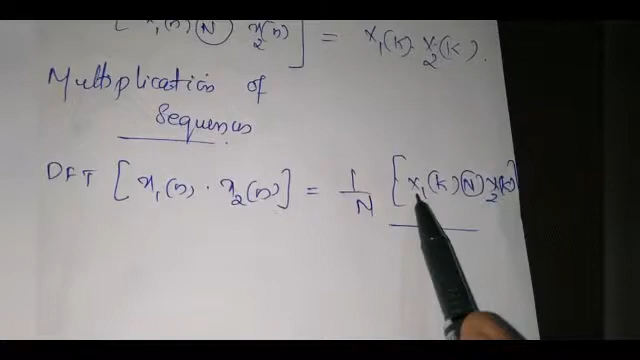 [ x₁(n) Ⓝ x₂(n) ] = X₁(k). X₂(k).
Multiplication of
Sequences
DFT [ x₁(n) . x₂(n) ] = 1/N [ X₁(k) Ⓝ X₂(k) ]